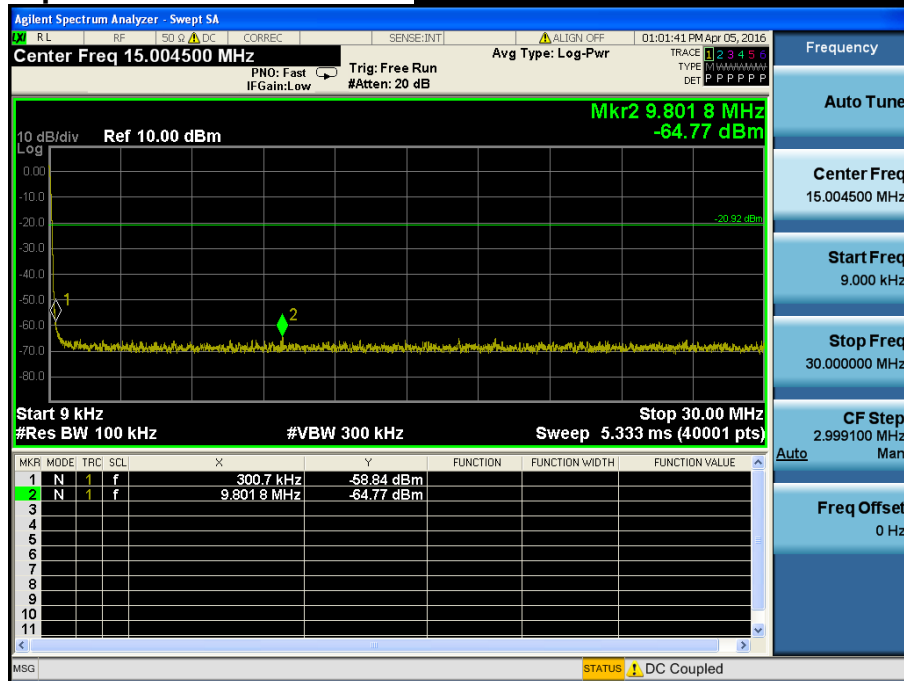 Agilent Spectrum Analyzer - Swept SA
LXI RL RF 50 Ω DC CORREC SENSE:INT ALIGN OFF 01:01:41 PM Apr 05, 2016
Center Freq 15.004500 MHz
PNO: Fast
IFGain:Low
Trig: Free Run
#Atten: 20 dB
Avg Type: Log-Pwr
TRACE 1 2 3 4 5 6
TYPE M WWWWW
DET P P P P P P
Mkr2 9.801 8 MHz
-64.77 dBm
10 dB/div Ref 10.00 dBm
Log
0.00
-10.0
-20.0
-20.92 dBm
-30.0
-40.0
-50.0
1
2
-60.0
-70.0
-80.0
Start 9 kHz Stop 30.00 MHz
#Res BW 100 kHz #VBW 300 kHz Sweep 5.333 ms (40001 pts)
MKR MODE TRC SCL X Y FUNCTION FUNCTION WIDTH FUNCTION VALUE
1 N 1 f 300.7 kHz -58.84 dBm
2 N 1 f 9.801 8 MHz -64.77 dBm
3
4
5
6
7
8
9
10
11
MSG STATUS DC Coupled
Frequency
Auto Tune
Center Freq
15.004500 MHz
Start Freq
9.000 kHz
Stop Freq
30.000000 MHz
CF Step
2.999100 MHz
Auto Man
Freq Offset
0 Hz